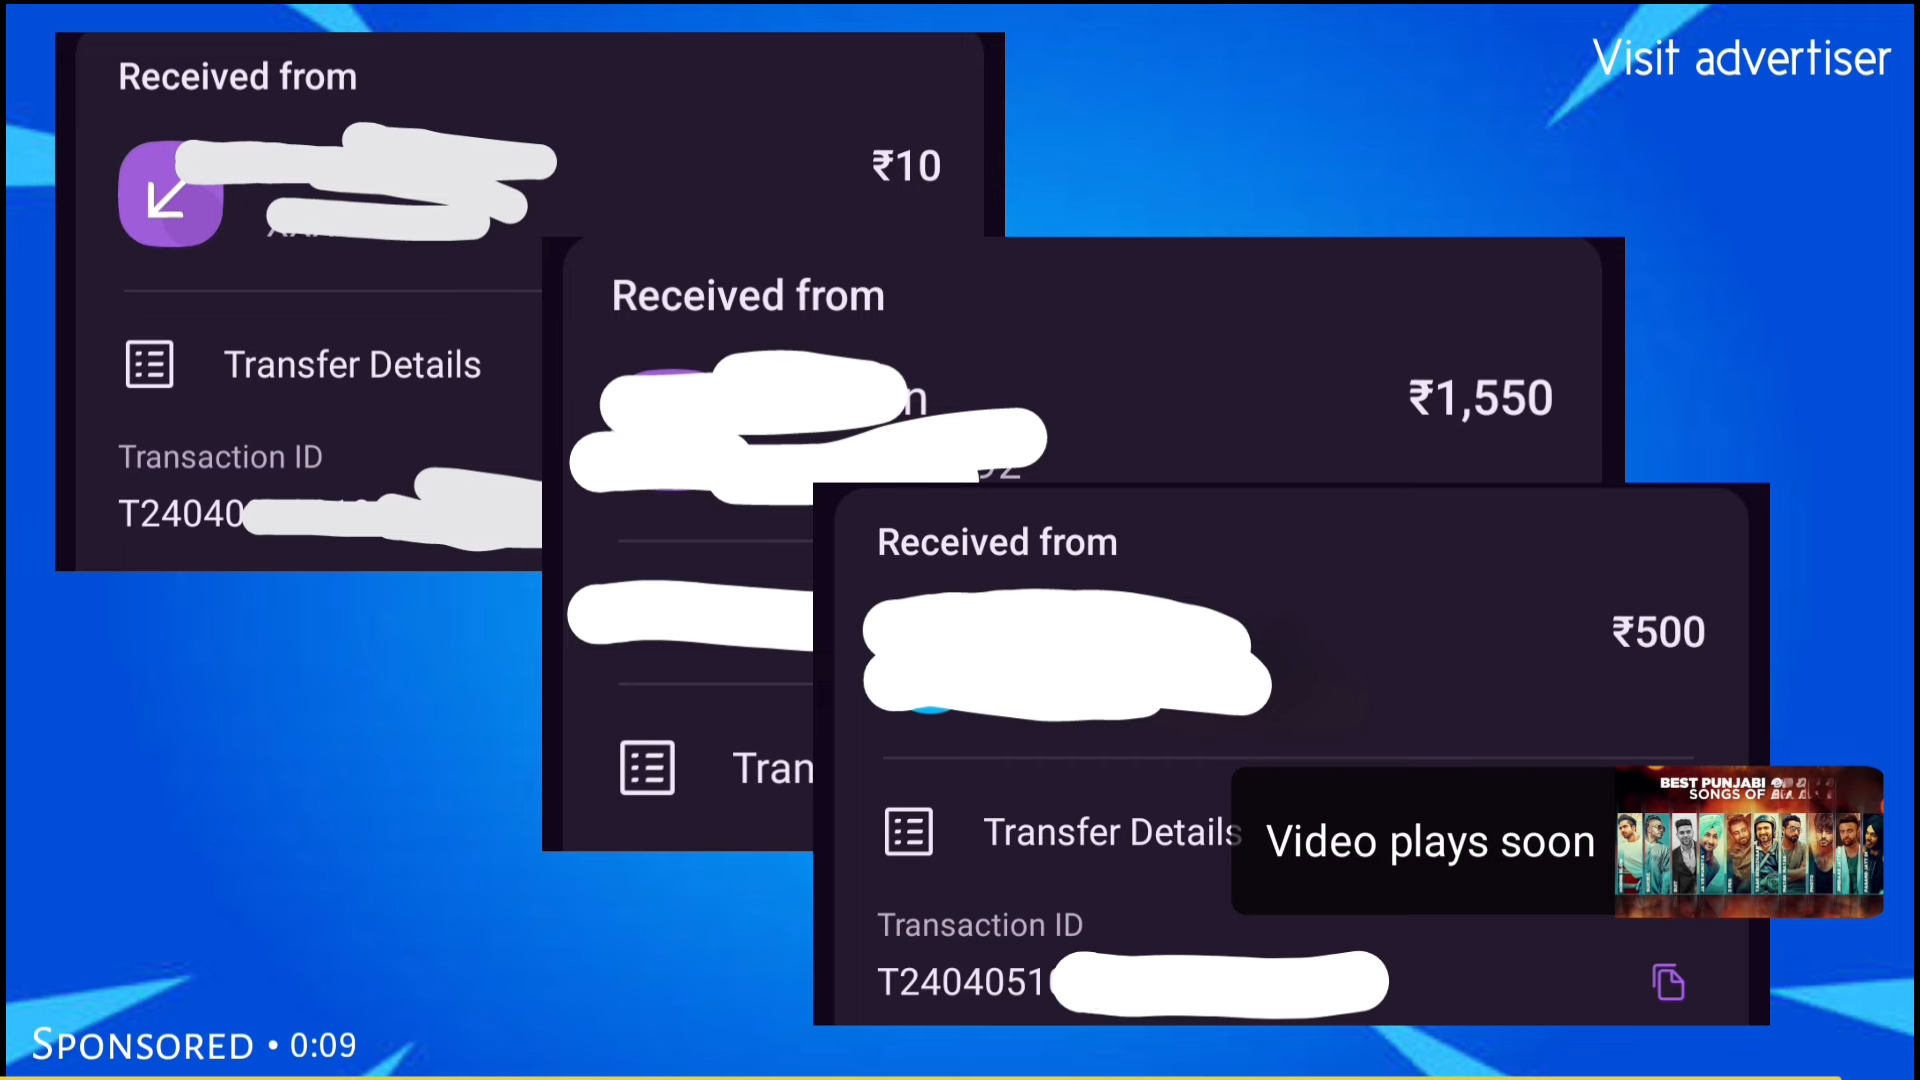 Visit advertiser
Received from
₹10
Transfer Details
Transaction ID
T24040
Received from
n
₹1,550
Tran
Received from
₹500
Transfer Details
Transaction ID
T2404051
Video plays soon
BEST PUNJABI
SONGS OF
SPONSORED • 0:09